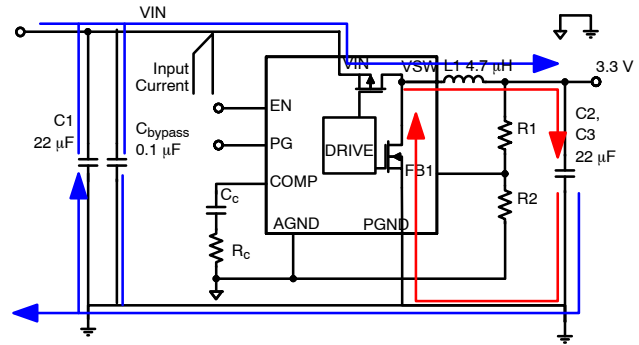 VIN
Input
Current
VIN
VSW
L1 4.7 μH
3.3 V
C1
22 μF
Cbypass
0.1 μF
EN
PG
COMP
DRIVE
FB1
R1
R2
C2,
C3
22 μF
Cc
Rc
AGND
PGND